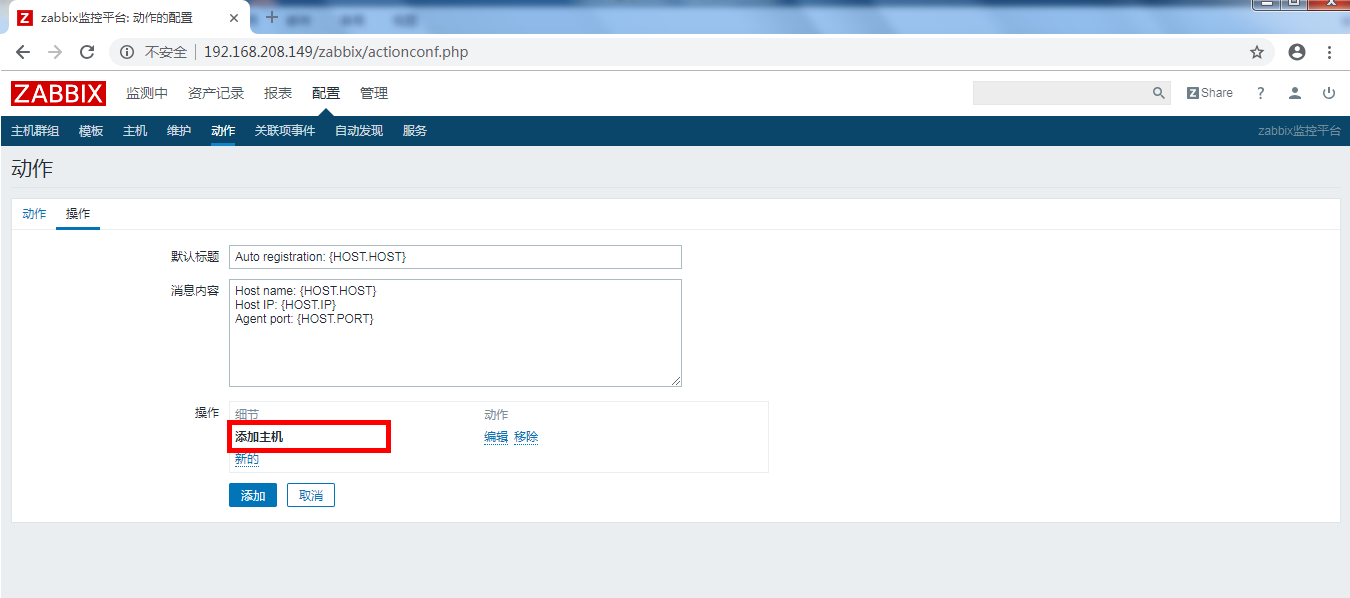 Z zabbix监控平台: 动作的配置
不安全 192.168.208.149/zabbix/actionconf.php
ZABBIX 监测中 资产记录 报表 配置 管理 Z Share ?
主机群组 模板 主机 维护 动作 关联项事件 自动发现 服务 zabbix监控平台
动作
动作 操作
默认标题 Auto registration: {HOST.HOST}
消息内容 Host name: {HOST.HOST}
Host IP: {HOST.IP}
Agent port: {HOST.PORT}
操作 细节 动作
添加主机 编辑 移除
新的
添加 取消